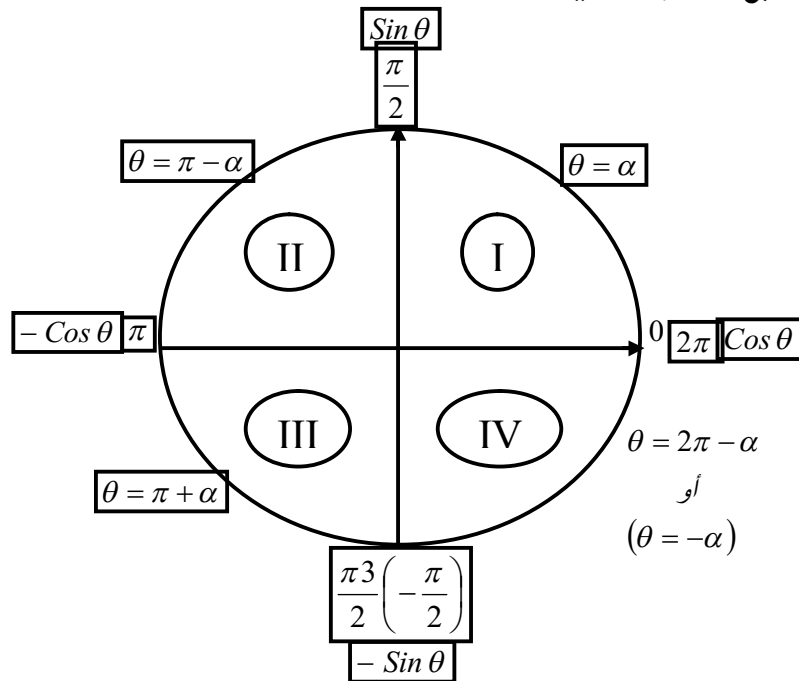 Sin θ
π/2
θ = π − α
θ = α
II
I
− Cos θ π
0 2π Cos θ
III
IV
θ = 2π − α
أو
(θ = −α)
θ = π + α
π3/2 (− π/2)
− Sin θ